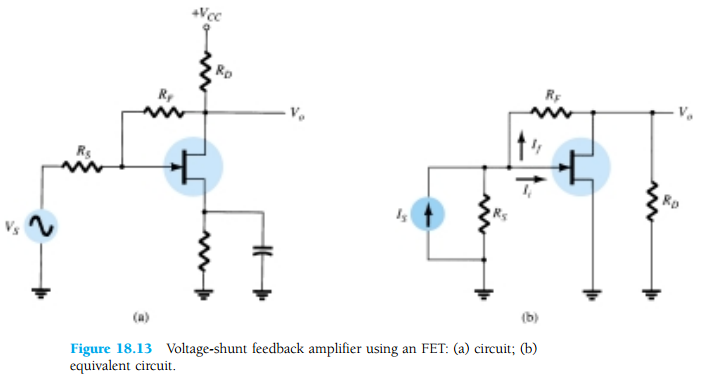 +VCC
RD
RF
Vo
RS
VS
(a)
RF
Vo
If
Ii
IS
RS
RD
(b)
Figure 18.13 Voltage-shunt feedback amplifier using an FET: (a) circuit; (b)
equivalent circuit.